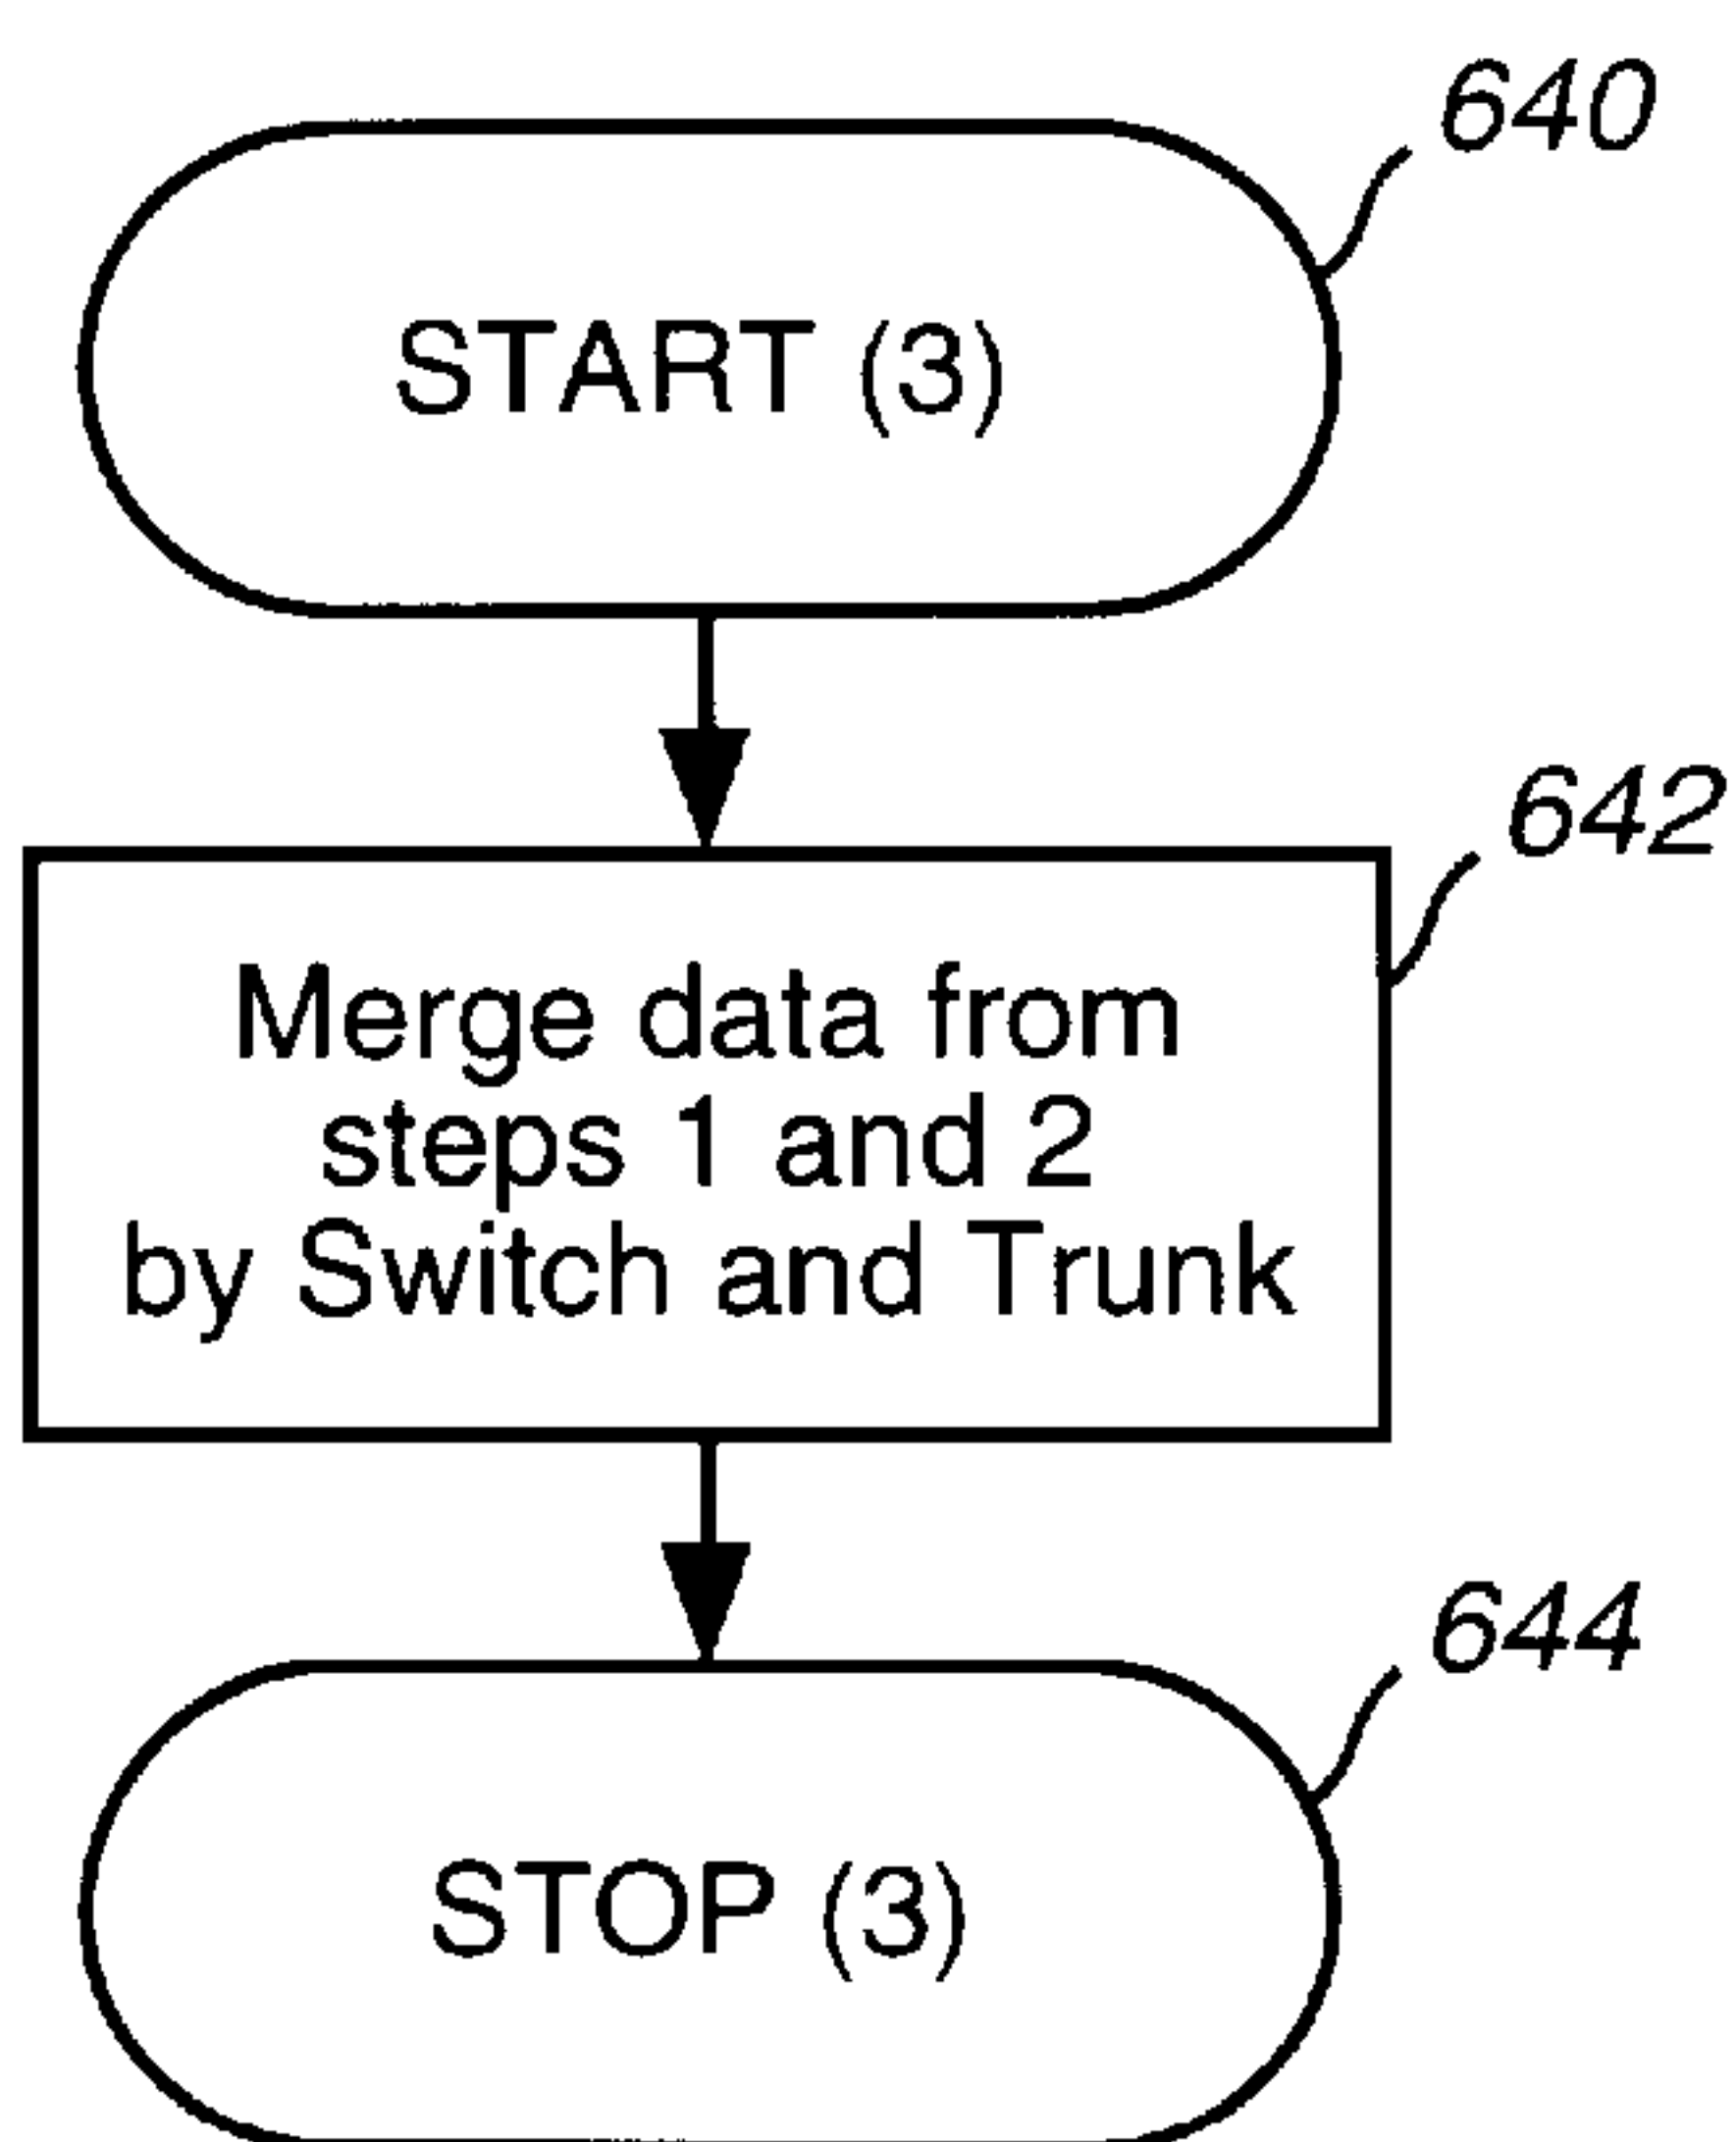 640
START (3)
642
Merge data from
steps 1 and 2
by Switch and Trunk
644
STOP (3)